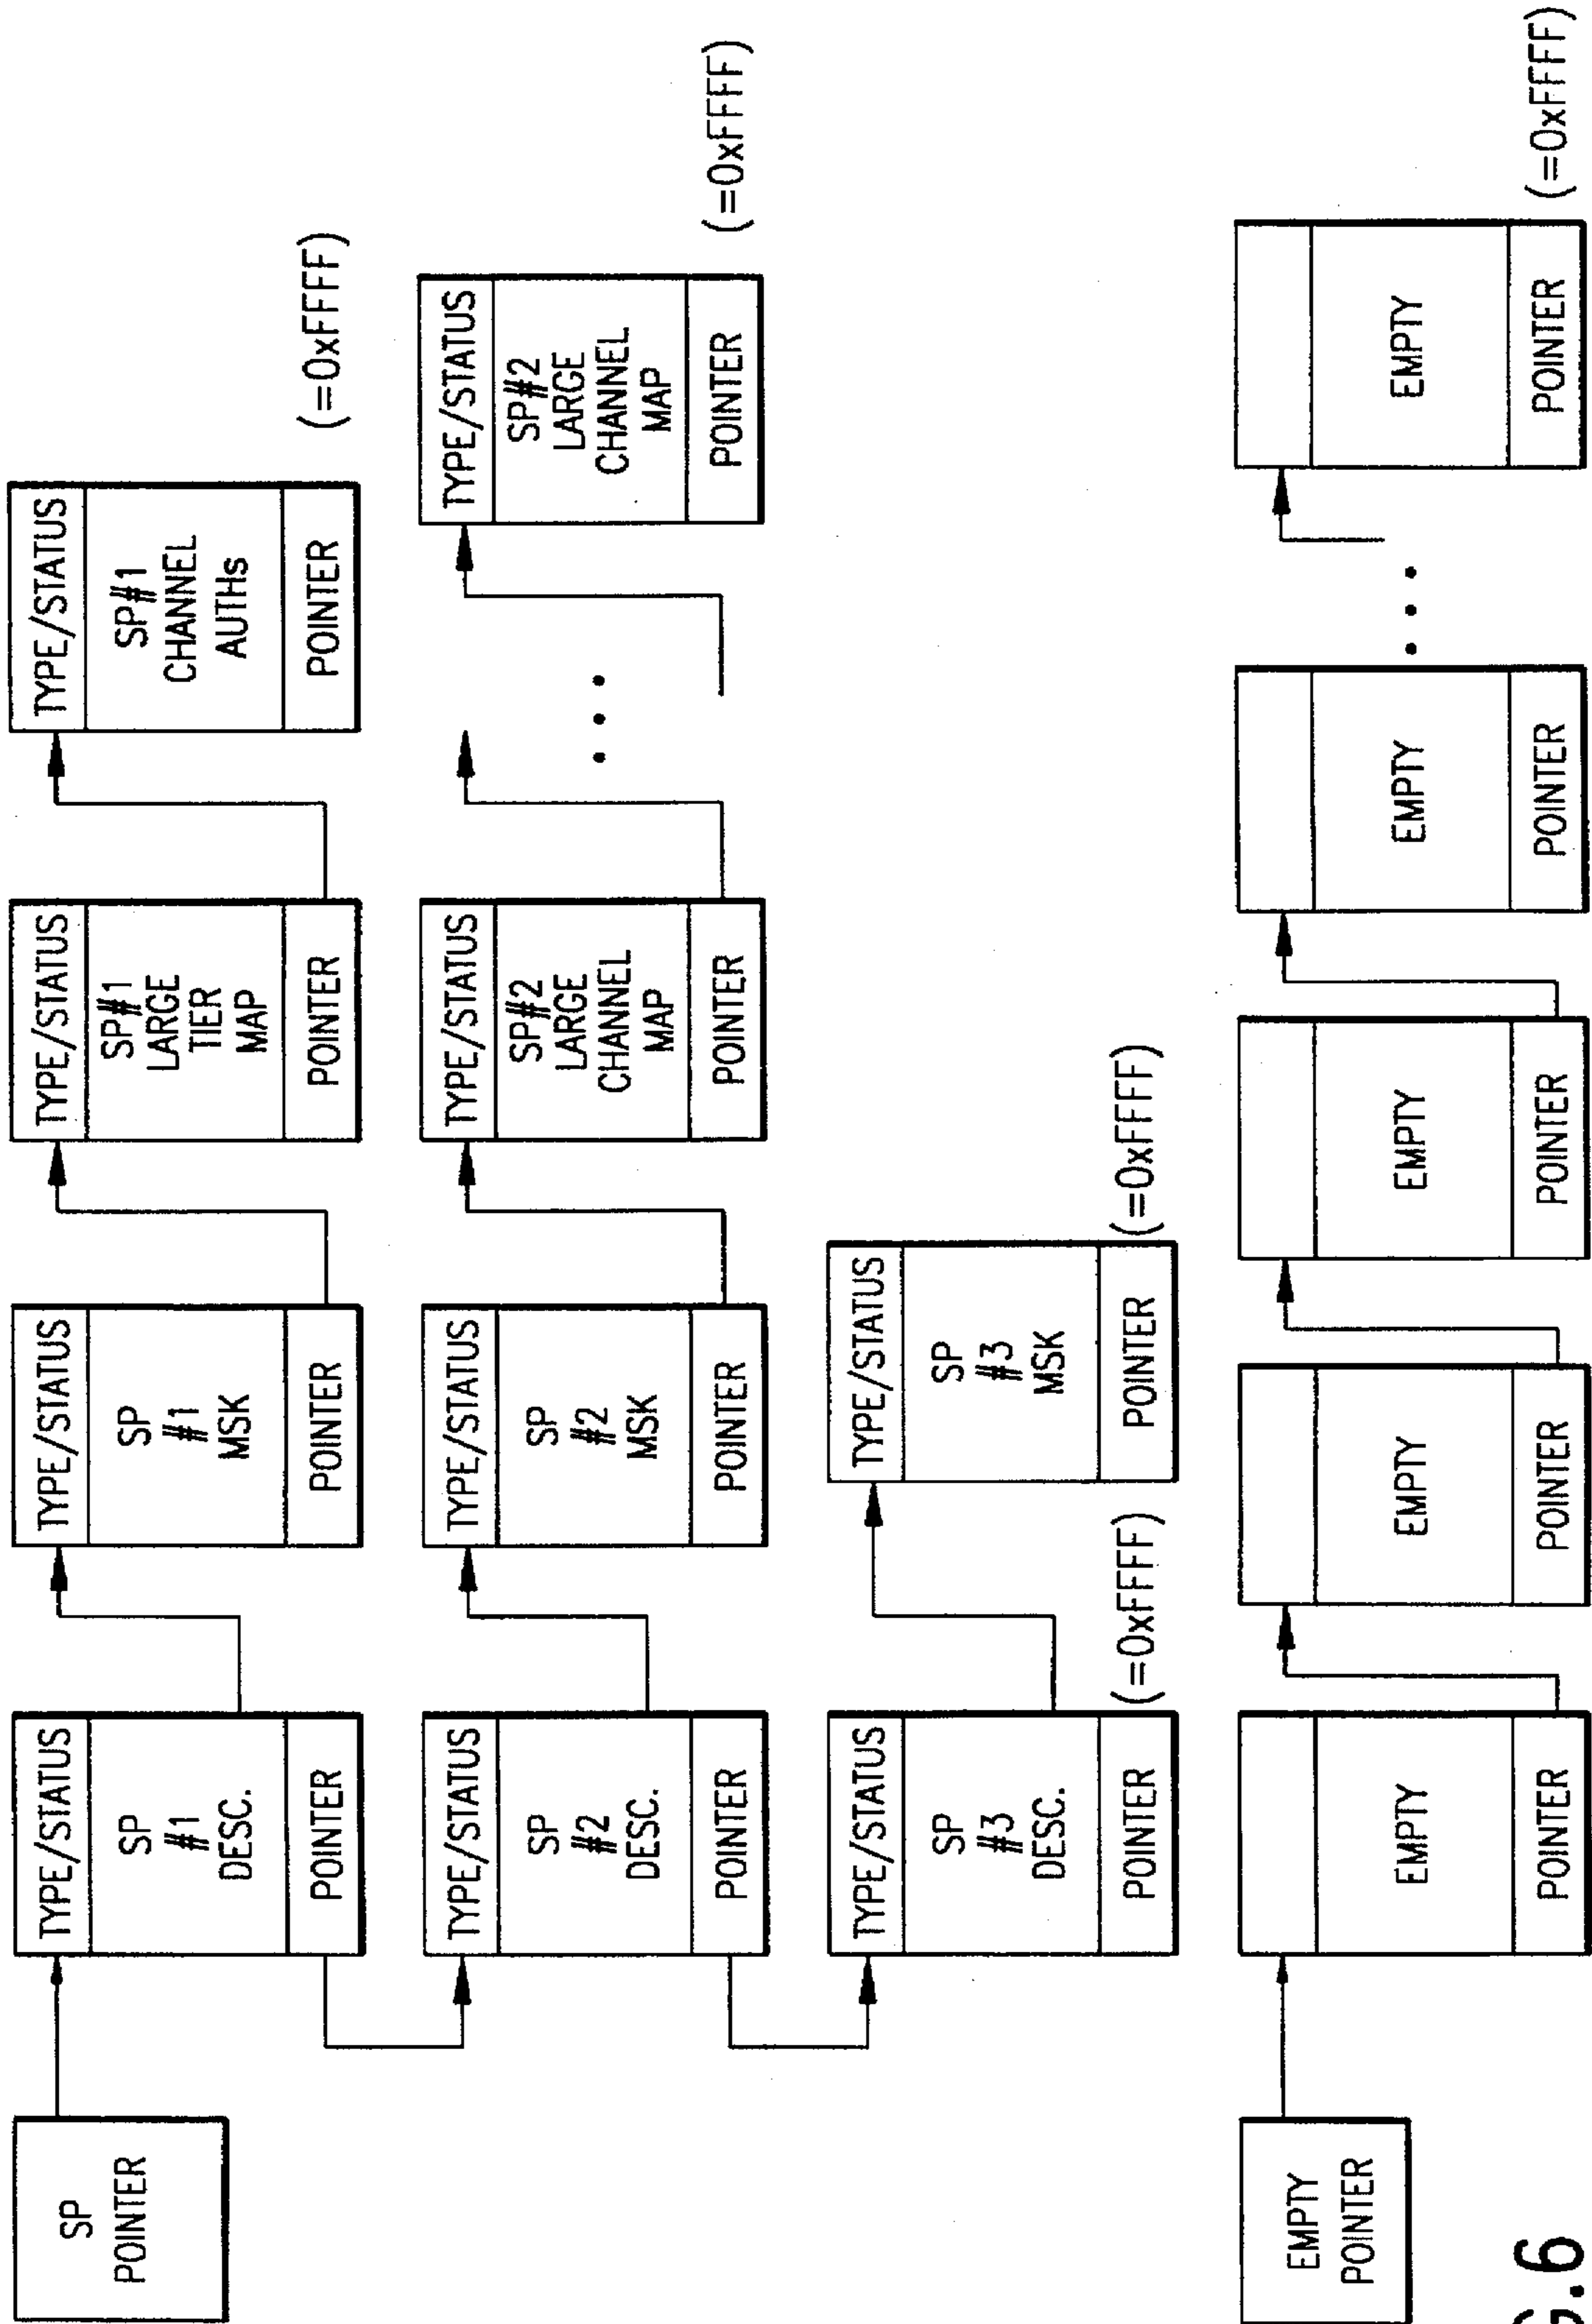 SP
POINTER
TYPE/STATUS
SP
#1
DESC.
POINTER
TYPE/STATUS
SP
#1
MSK
POINTER
TYPE/STATUS
SP#1
LARGE
TIER
MAP
POINTER
TYPE/STATUS
SP#1
CHANNEL
AUTHs
POINTER
(=0xFFFF)
TYPE/STATUS
SP
#2
DESC.
POINTER
TYPE/STATUS
SP
#2
MSK
POINTER
TYPE/STATUS
SP#2
LARGE
CHANNEL
MAP
POINTER
• • •
TYPE/STATUS
SP#2
LARGE
CHANNEL
MAP
POINTER
(=0xFFFF)
TYPE/STATUS
SP
#3
DESC.
POINTER
(=0xFFFF)
TYPE/STATUS
SP
#3
MSK
POINTER
(=0xFFFF)
EMPTY
POINTER
EMPTY
POINTER
EMPTY
POINTER
EMPTY
POINTER
EMPTY
POINTER
• • •
EMPTY
POINTER
(=0xFFFF)
G.6